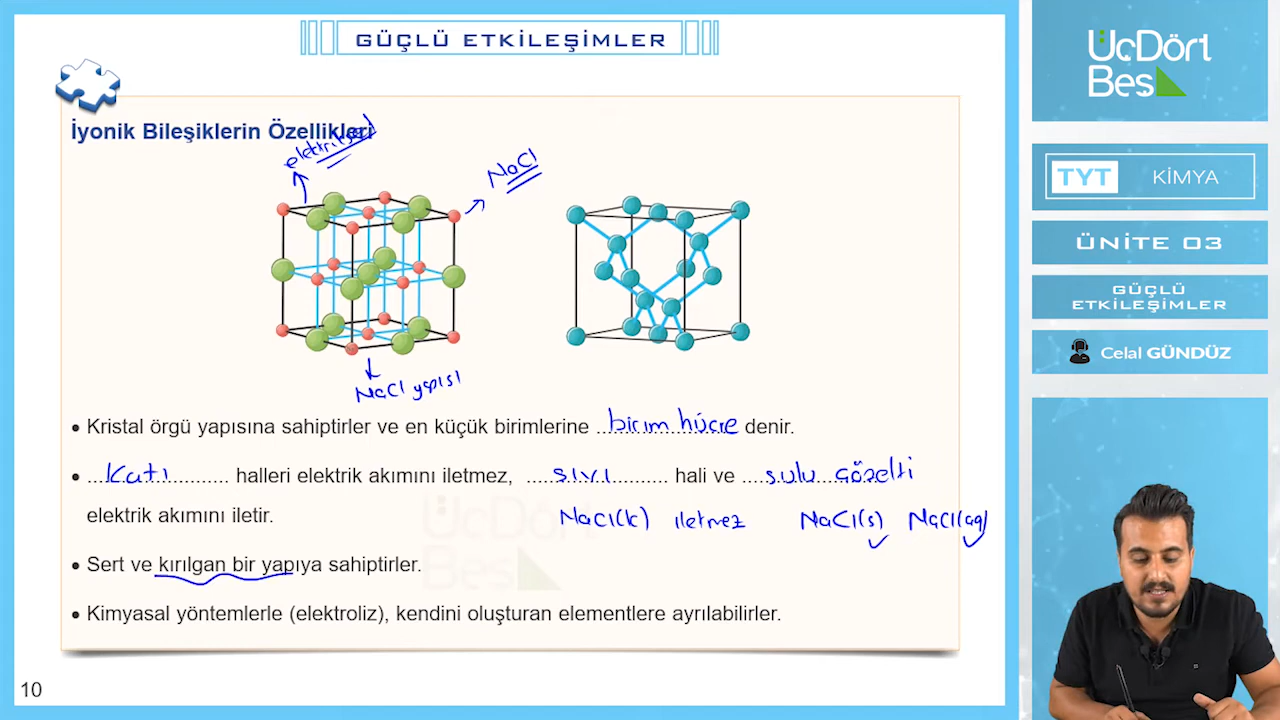 GÜÇLÜ ETKİLEŞİMLER
İyonik Bileşiklerin Özellikleri
elektriksel
NaCl
NaCl yapısı
• Kristal örgü yapısına sahiptirler ve en küçük birimlerine birim hücre denir.
• Katı halleri elektrik akımını iletmez, sıvı hali ve sulu çözelti
elektrik akımını iletir.
NaCl(k) iletmez NaCl(s) NaCl(aq)
• Sert ve kırılgan bir yapıya sahiptirler.
• Kimyasal yöntemlerle (elektroliz), kendini oluşturan elementlere ayrılabilirler.
10
ÜçDört
Beş
TYT KİMYA
ÜNİTE 03
GÜÇLÜ
ETKİLEŞİMLER
Celal GÜNDÜZ
ÜçDört
Beş